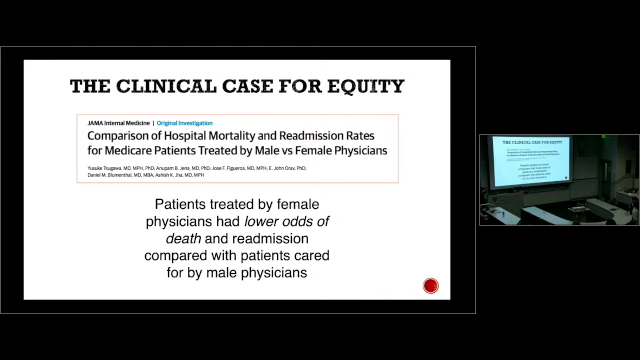 THE CLINICAL CASE FOR EQUITY
JAMA Internal Medicine | Original Investigation
Comparison of Hospital Mortality and Readmission Rates
for Medicare Patients Treated by Male vs Female Physicians
Yusuke Tsugawa, MD, MPH, PhD; Anupam B. Jena, MD, PhD; Jose F. Figueroa, MD, MPH; E. John Orav, PhD;
Daniel M. Blumenthal, MD, MBA; Ashish K. Jha, MD, MPH
Patients treated by female
physicians had lower odds of
death and readmission
compared with patients cared
for by male physicians
THE CLINICAL CASE FOR EQUITY